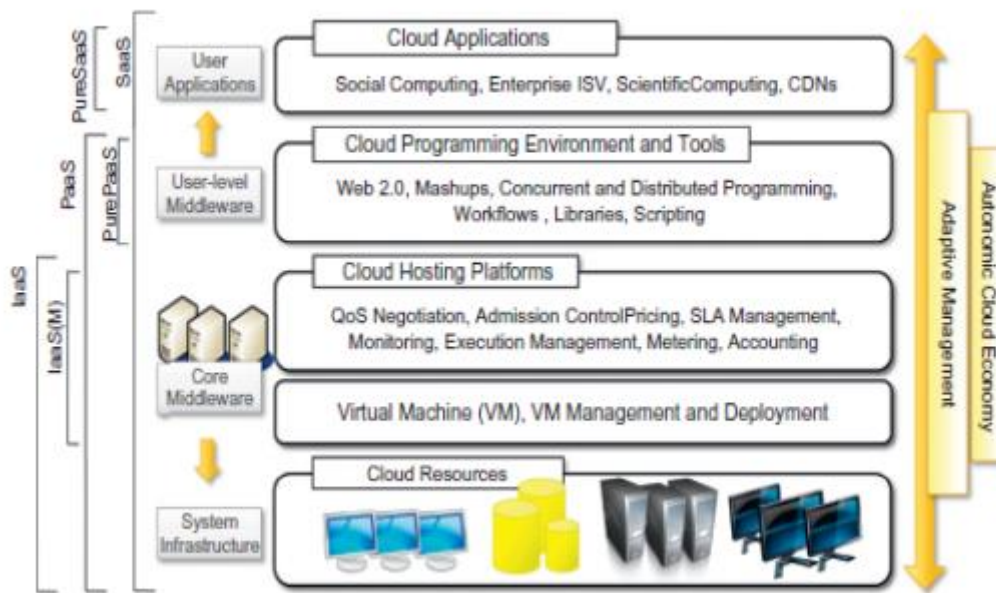 PureSaaS
SaaS
PaaS
PurePaaS
IaaS
IaaS(M)
User
Applications
Cloud Applications
Social Computing, Enterprise ISV, ScientificComputing, CDNs
User-level
Middleware
Cloud Programming Environment and Tools
Web 2.0, Mashups, Concurrent and Distributed Programming,
Workflows , Libraries, Scripting
Cloud Hosting Platforms
QoS Negotiation, Admission ControlPricing, SLA Management,
Monitoring, Execution Management, Metering, Accounting
Core
Middleware
Virtual Machine (VM), VM Management and Deployment
Cloud Resources
System
Infrastructure
Adaptive Management
Autonomic Cloud Economy